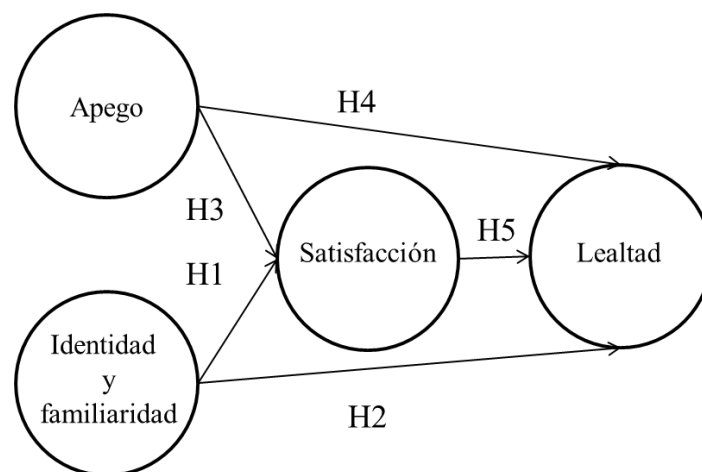 Apego
H4
H3
H1
Satisfacción
H5
Lealtad
Identidad
y
familiaridad
H2